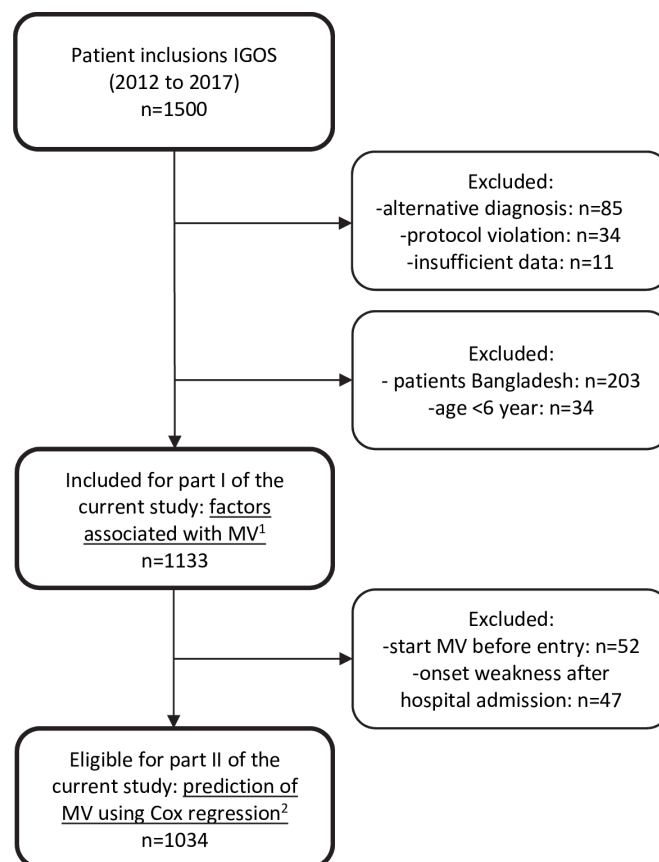 Patient inclusions IGOS
(2012 to 2017)
n=1500
Excluded:
-alternative diagnosis: n=85
-protocol violation: n=34
-insufficient data: n=11
Excluded:
- patients Bangladesh: n=203
-age <6 year: n=34
Included for part I of the
current study: factors
associated with MV¹
n=1133
Excluded:
-start MV before entry: n=52
-onset weakness after
hospital admission: n=47
Eligible for part II of the
current study: prediction of
MV using Cox regression²
n=1034